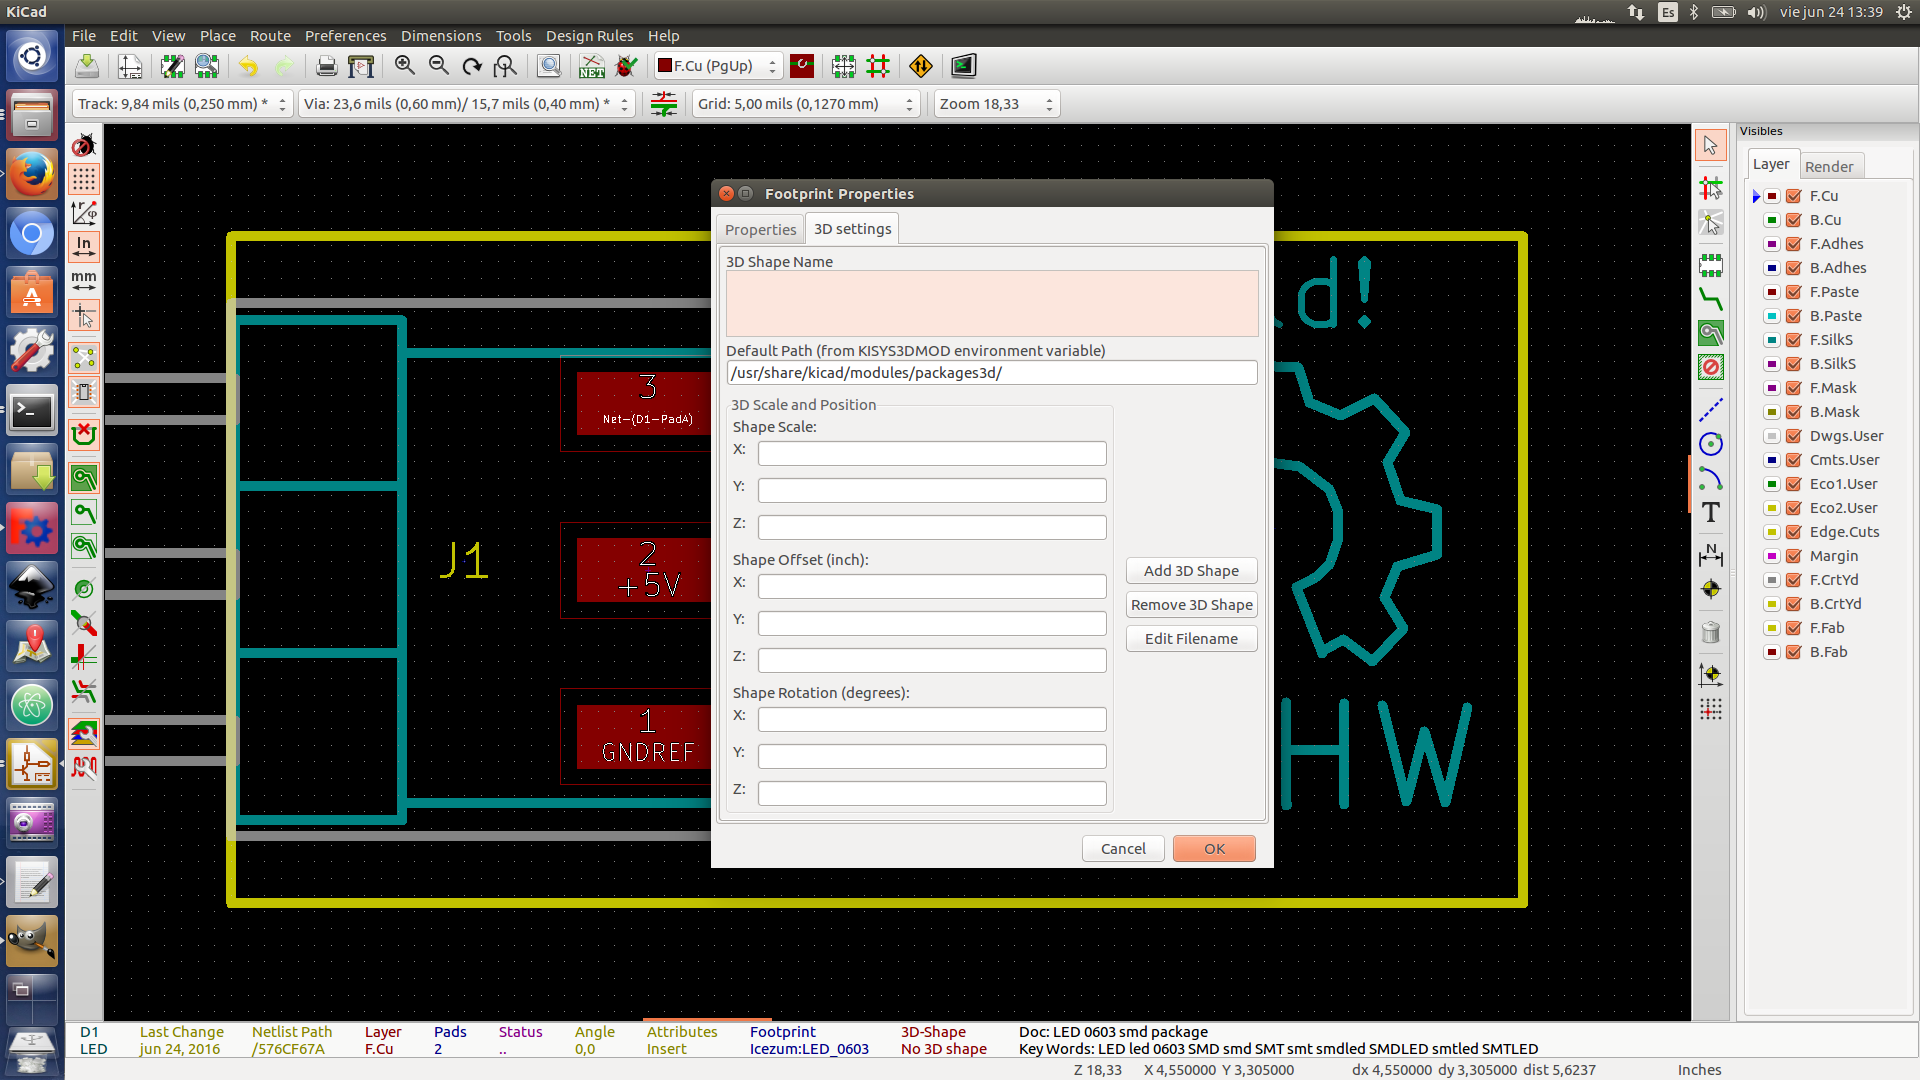 KiCad
Es
vie jun 24 13:39
File Edit View Place Route Preferences Dimensions Tools Design Rules Help
NET
F.Cu (PgUp)
Track: 9,84 mils (0,250 mm) *
Via: 23,6 mils (0,60 mm)/ 15,7 mils (0,40 mm) *
Grid: 5,00 mils (0,1270 mm)
Zoom 18,33
In
mm
Visibles
Layer Render
F.Cu
B.Cu
F.Adhes
B.Adhes
F.Paste
B.Paste
F.SilkS
B.SilkS
F.Mask
B.Mask
Dwgs.User
Cmts.User
Eco1.User
Eco2.User
Edge.Cuts
Margin
F.CrtYd
B.CrtYd
F.Fab
B.Fab
J1
3
Net-(D1-PadA)
2
+5V
1
GNDREF
d!
HW
Footprint Properties
Properties 3D settings
3D Shape Name
Default Path (from KISYS3DMOD environment variable)
/usr/share/kicad/modules/packages3d/
3D Scale and Position
Shape Scale:
X:
Y:
Z:
Shape Offset (inch):
X:
Y:
Z:
Shape Rotation (degrees):
X:
Y:
Z:
Add 3D Shape
Remove 3D Shape
Edit Filename
Cancel OK
D1 Last Change Netlist Path Layer Pads Status Angle Attributes Footprint 3D-Shape Doc: LED 0603 smd package
LED jun 24, 2016 /576CF67A F.Cu 2 .. 0,0 Insert Icezum:LED_0603 No 3D shape Key Words: LED led 0603 SMD smd SMT smt smdled SMDLED smtled SMTLED
Z 18,33 X 4,550000 Y 3,305000 dx 4,550000 dy 3,305000 dist 5,6237 Inches